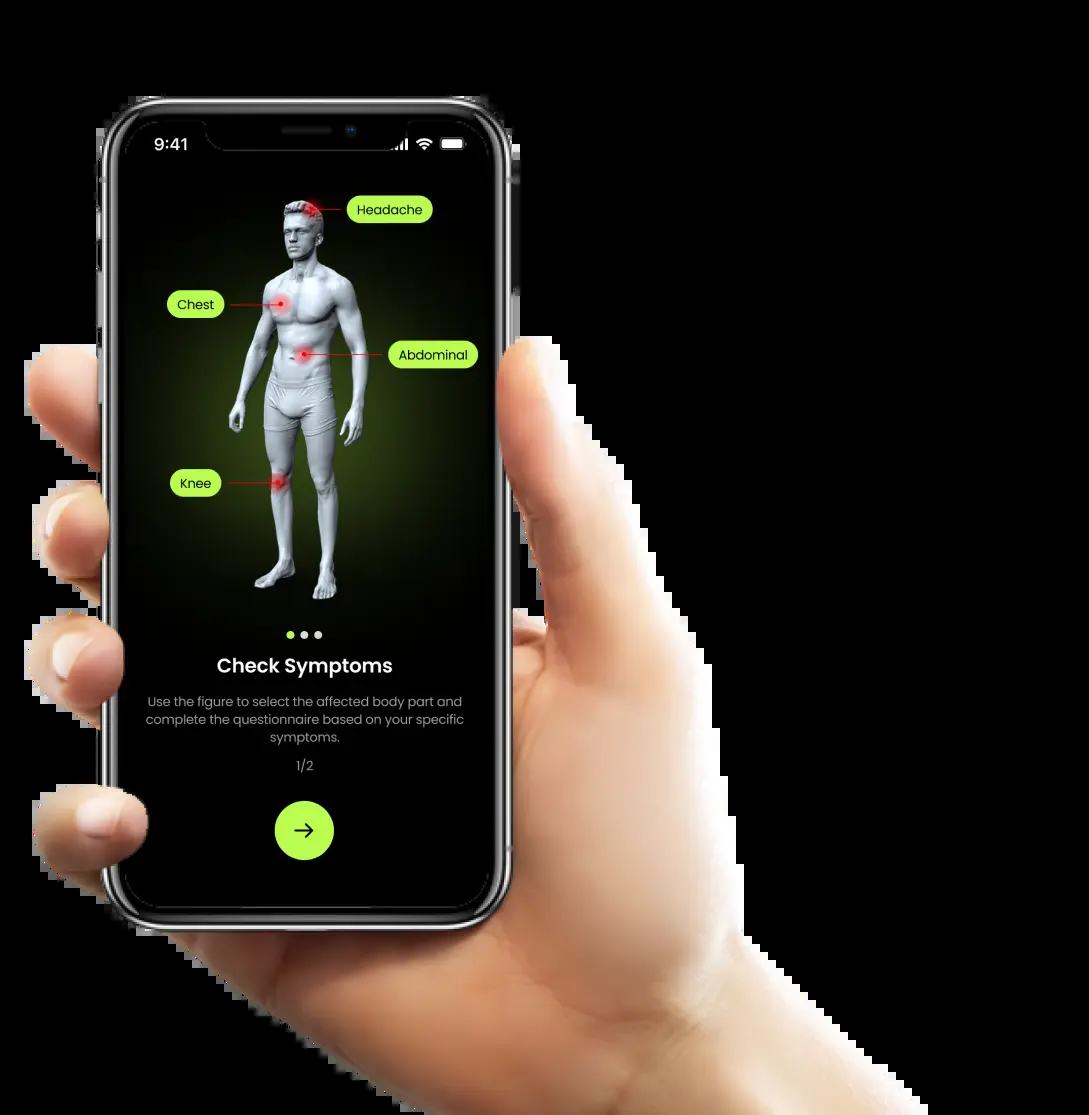 9:41
Headache
Chest
Abdominal
Knee
Check Symptoms
Use the figure to select the affected body part and
complete the questionnaire based on your specific
symptoms.
1/2